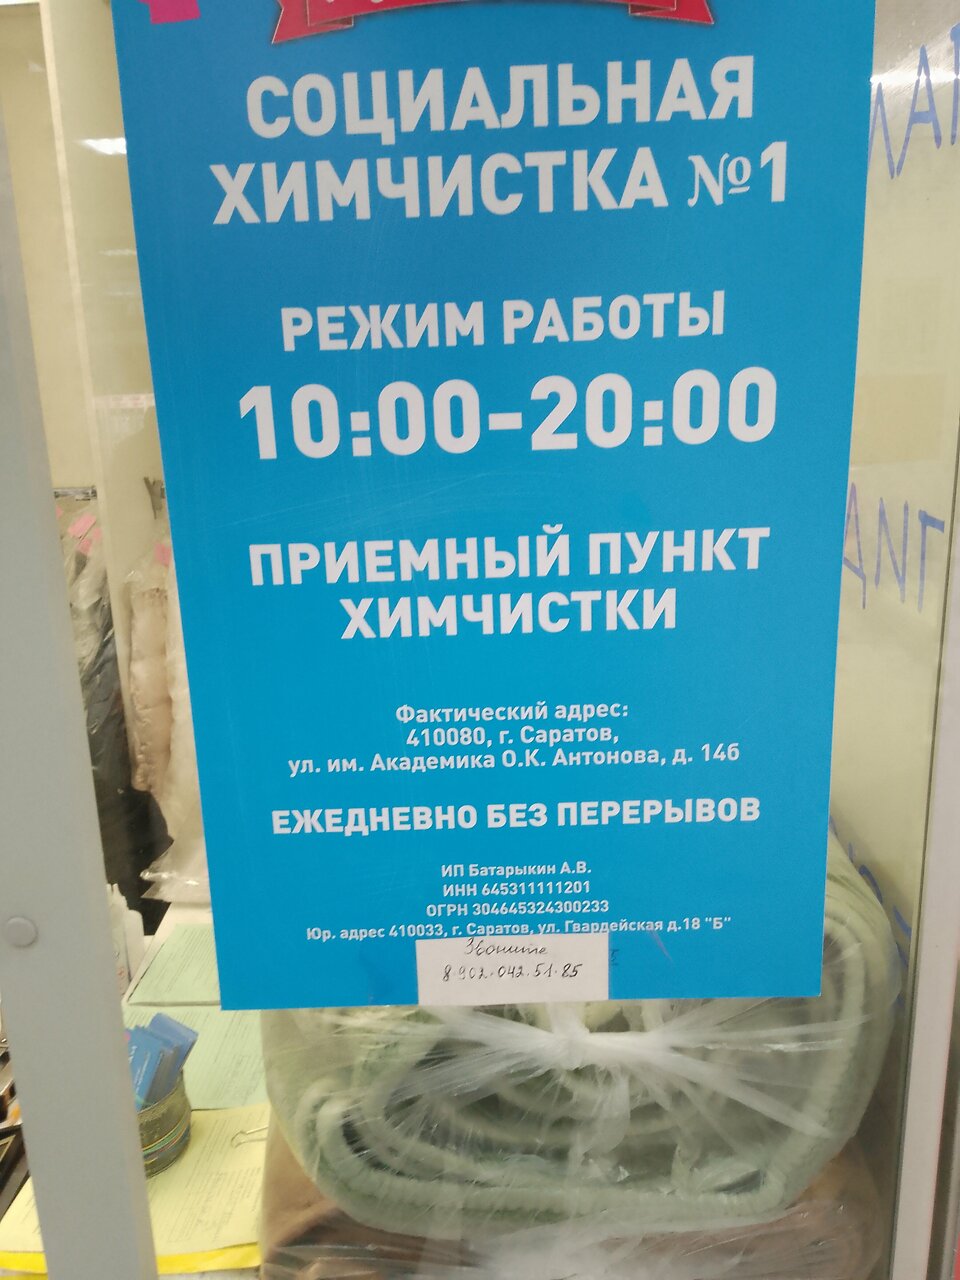 СОЦИАЛЬНАЯ
ХИМЧИСТКА №1
РЕЖИМ РАБОТЫ
10:00-20:00
ПРИЕМНЫЙ ПУНКТ
ХИМЧИСТКИ
Фактический адрес:
410080, г. Саратов,
ул. им. Академика О.К. Антонова, д. 14б
ЕЖЕДНЕВНО БЕЗ ПЕРЕРЫВОВ
ИП Батарыкин А.В.
ИНН 645311111201
ОГРН 304645324300233
Юр. адрес 410033, г. Саратов, ул. Гвардейская д.18 "Б"
Звоните
8-902-042-51-85